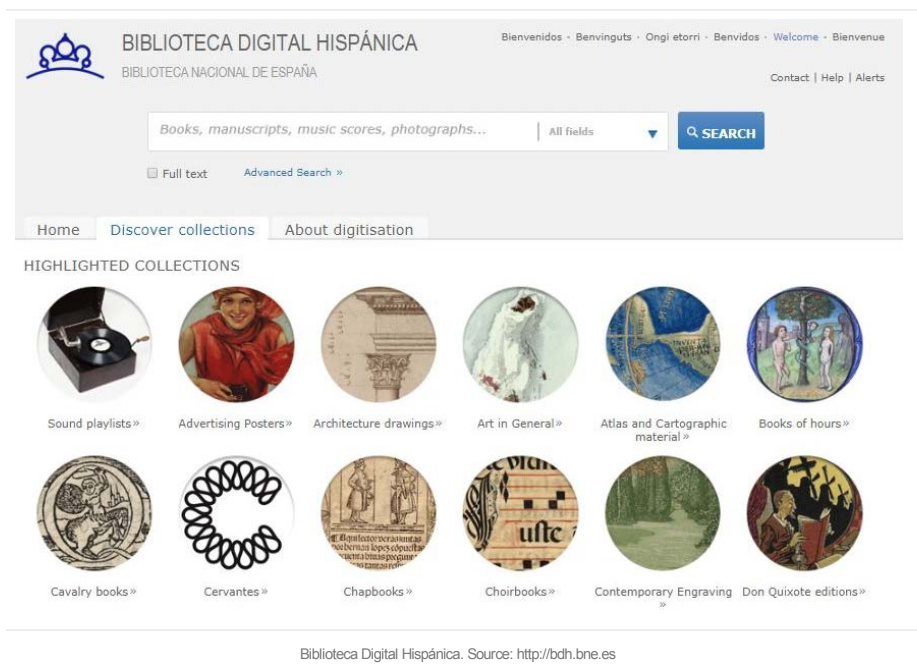 BIBLIOTECA DIGITAL HISPÁNICA
BIBLIOTECA NACIONAL DE ESPAÑA
Bienvenidos - Benvinguts - Ongi etorri - Benvidos - Welcome - Bienvenue
Contact | Help | Alerts
Books, manuscripts, music scores, photographs...
All fields
SEARCH
Full text
Advanced Search »
Home
Discover collections
About digitisation
HIGHLIGHTED COLLECTIONS
Sound playlists»
Advertising Posters»
Architecture drawings»
Art in General»
Atlas and Cartographic
material»
Books of hours»
uste
Cavalry books»
Cervantes»
Chapbooks»
Choirbooks»
Contemporary Engraving
»
Don Quixote editions»
Biblioteca Digital Hispánica. Source: http://bdh.bne.es